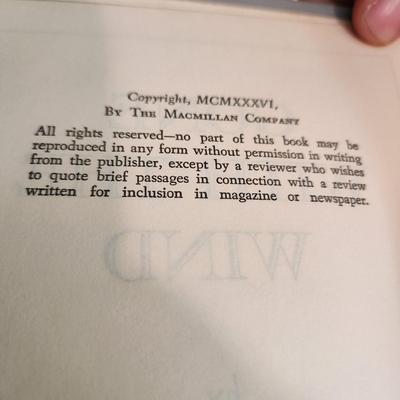 Copyright, MCMXXXVI,
By The Macmillan Company
All rights reserved—no part of this book may be
reproduced in any form without permission in writing
from the publisher, except by a reviewer who wishes
to quote brief passages in connection with a review
written for inclusion in magazine or newspaper.
WIND